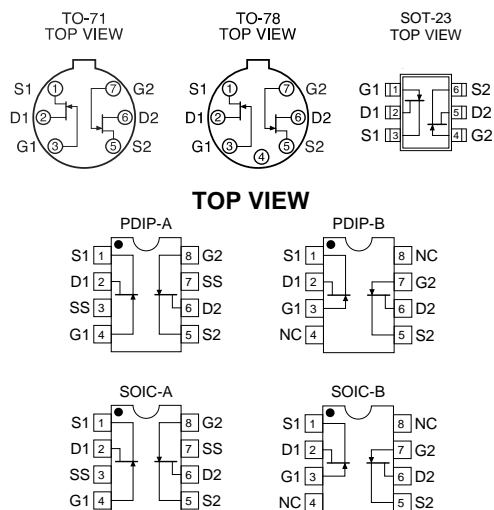 TO-71 TO-78 SOT-23
TOP VIEW TOP VIEW TOP VIEW
S1 1 7 G2 S1 1 7 G2 G1 1 6 S2
D1 2 6 D2 D1 2 6 D2 D1 2 5 D2
G1 3 5 S2 G1 3 4 5 S2 S1 3 4 G2
TOP VIEW
PDIP-A PDIP-B
S1 1 8 G2 S1 1 8 NC
D1 2 7 SS D1 2 7 G2
SS 3 6 D2 G1 3 6 D2
G1 4 5 S2 NC 4 5 S2
SOIC-A SOIC-B
S1 1 8 G2 S1 1 8 NC
D1 2 7 SS D1 2 7 G2
SS 3 6 D2 G1 3 6 D2
G1 4 5 S2 NC 4 5 S2